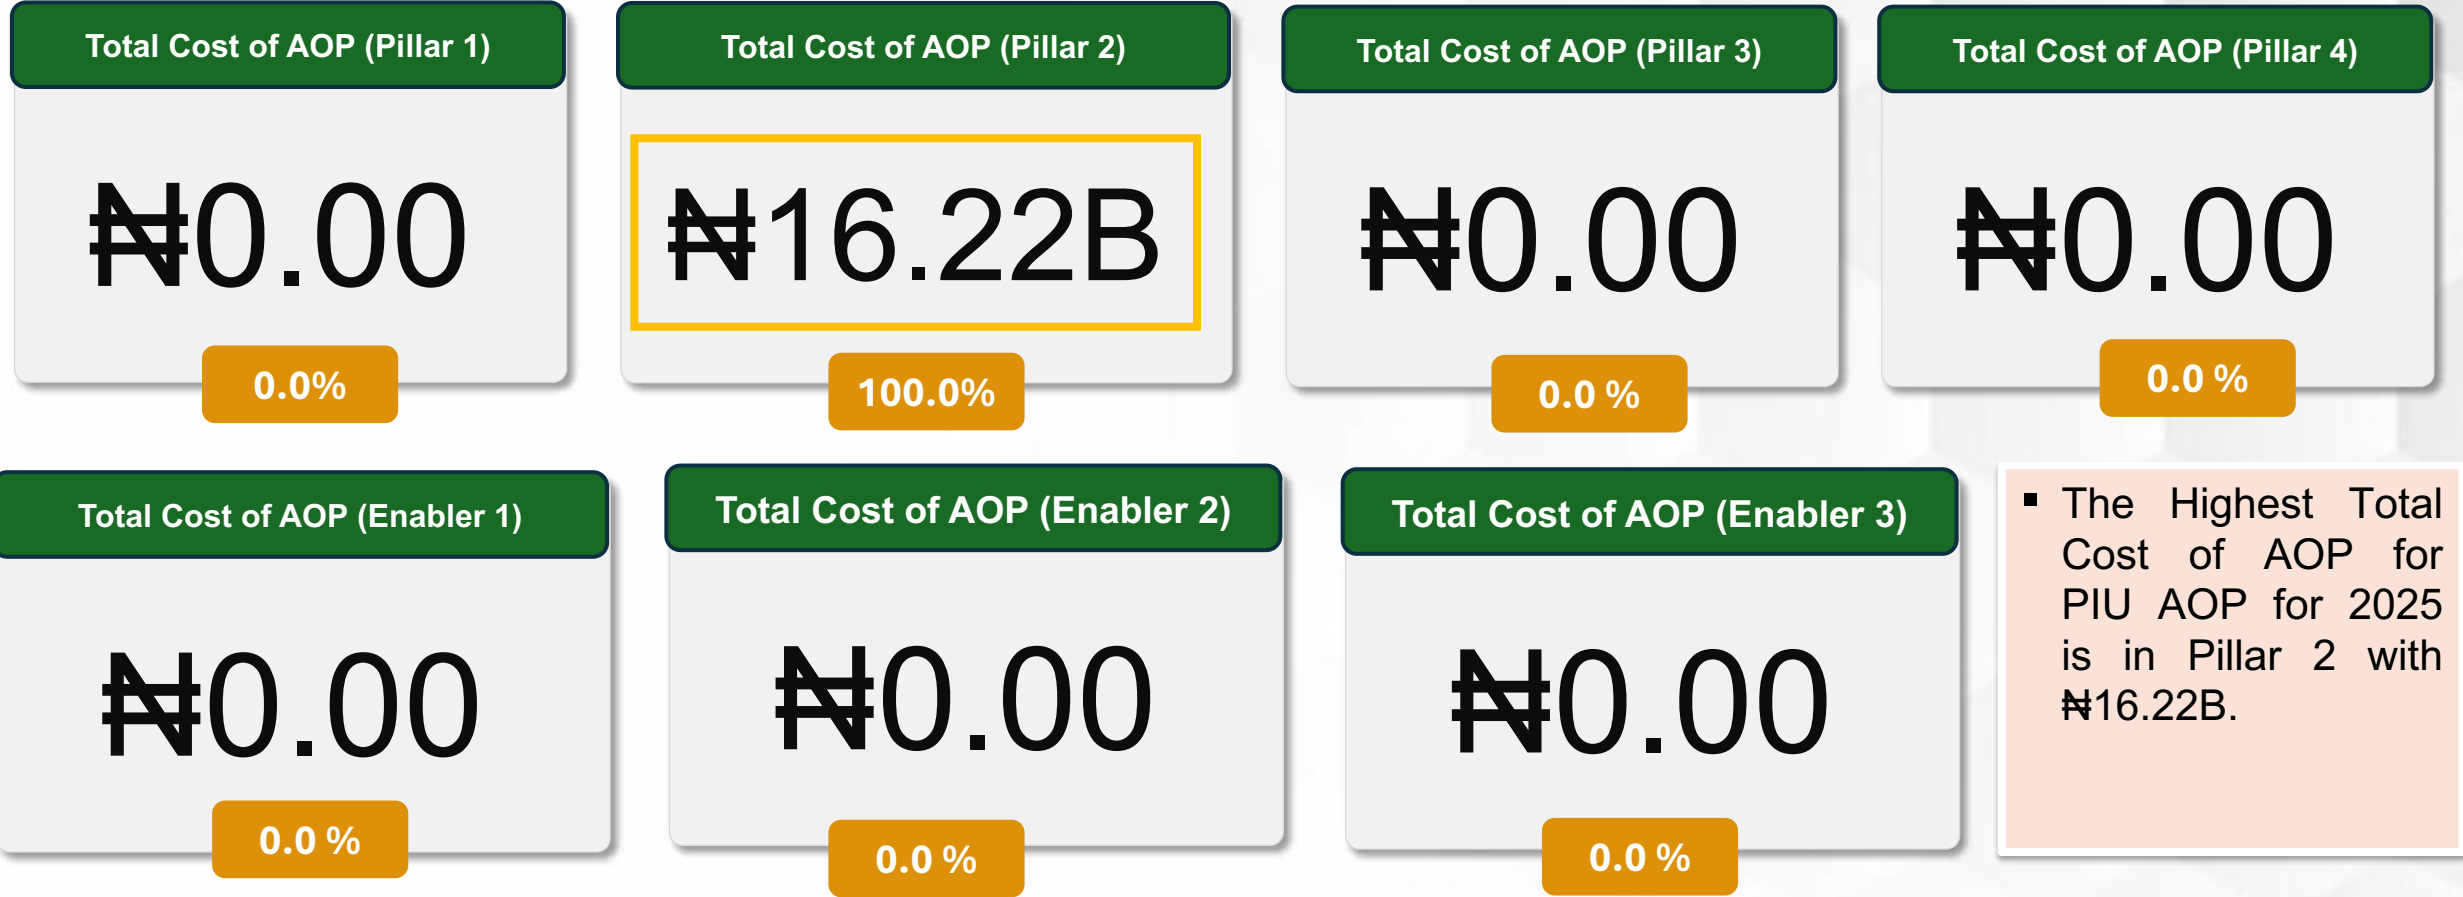 Total Cost of AOP (Pillar 1)
₦0.00
0.0%
Total Cost of AOP (Pillar 2)
₦16.22B
100.0%
Total Cost of AOP (Pillar 3)
₦0.00
0.0 %
Total Cost of AOP (Pillar 4)
₦0.00
0.0 %
Total Cost of AOP (Enabler 1)
₦0.00
0.0 %
Total Cost of AOP (Enabler 2)
₦0.00
0.0 %
Total Cost of AOP (Enabler 3)
₦0.00
0.0 %
▪ The Highest Total
Cost of AOP for
PIU AOP for 2025
is in Pillar 2 with
₦16.22B.